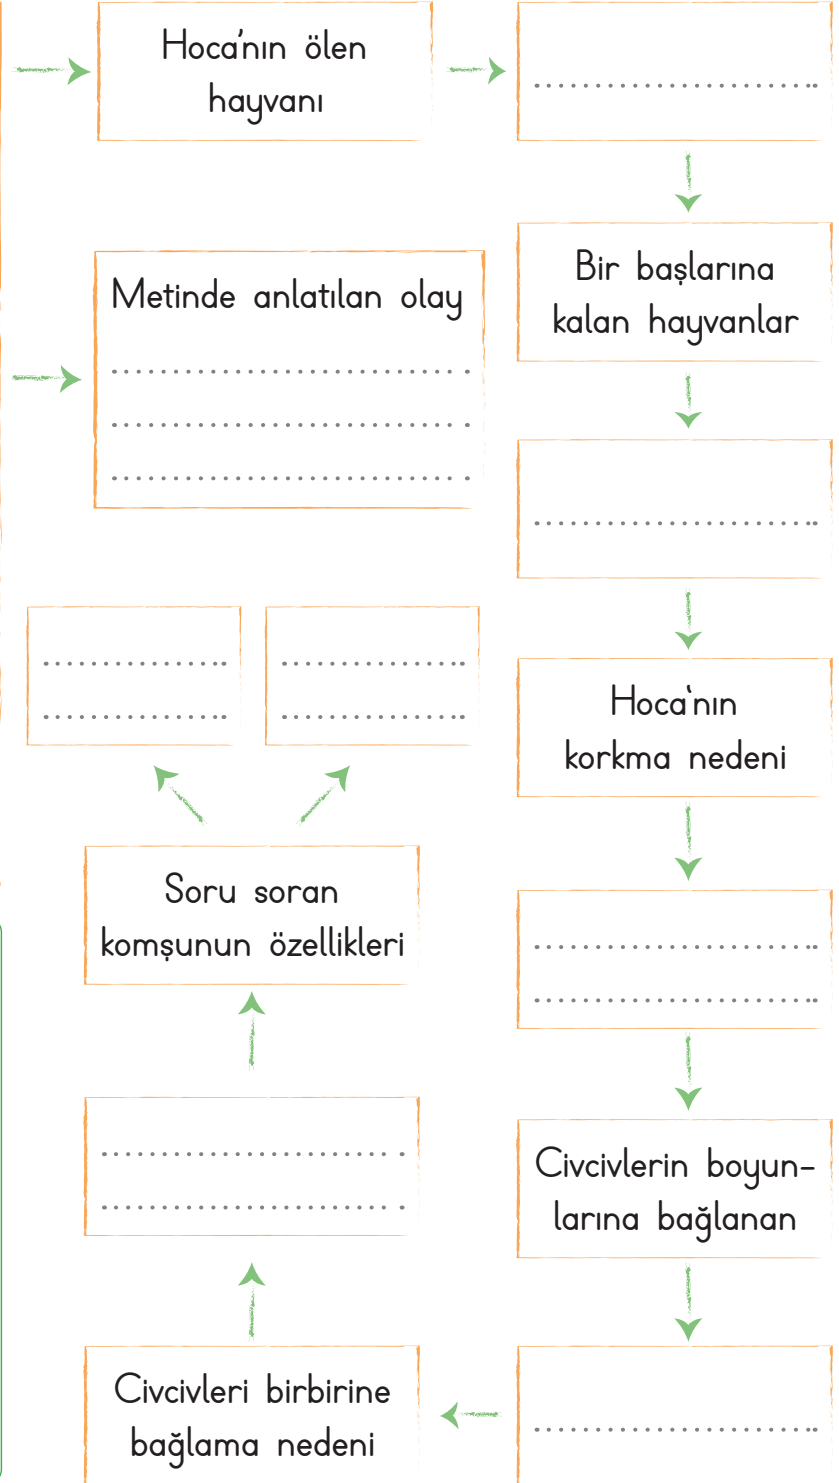 Hoca'nın ölen
hayvanı
Metinde anlatılan olay
Bir başlarına
kalan hayvanlar
Hoca'nın
korkma nedeni
Soru soran
komşunun özellikleri
Civcivlerin boyun-
larına bağlanan
Civcivleri birbirine
bağlama nedeni